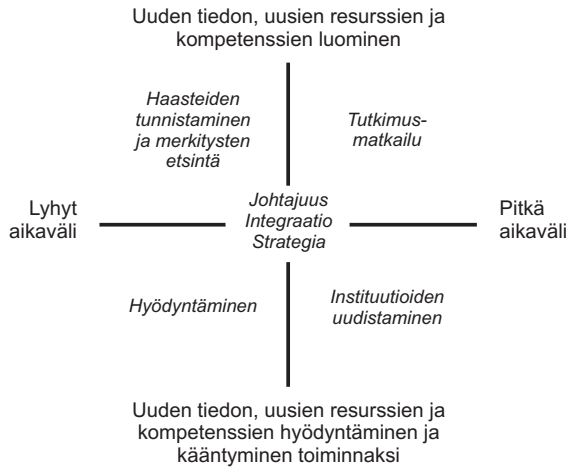 Uuden tiedon, uusien resurssien ja
kompetenssien luominen
Haasteiden
tunnistaminen
ja merkitysten
etsintä
Tutkimus-
matkailu
Lyhyt
aikaväli
Johtajuus
Integraatio
Strategia
Pitkä
aikaväli
Hyödyntäminen
Instituutioiden
uudistaminen
Uuden tiedon, uusien resurssien ja
kompetenssien hyödyntäminen ja
kääntyminen toiminnaksi